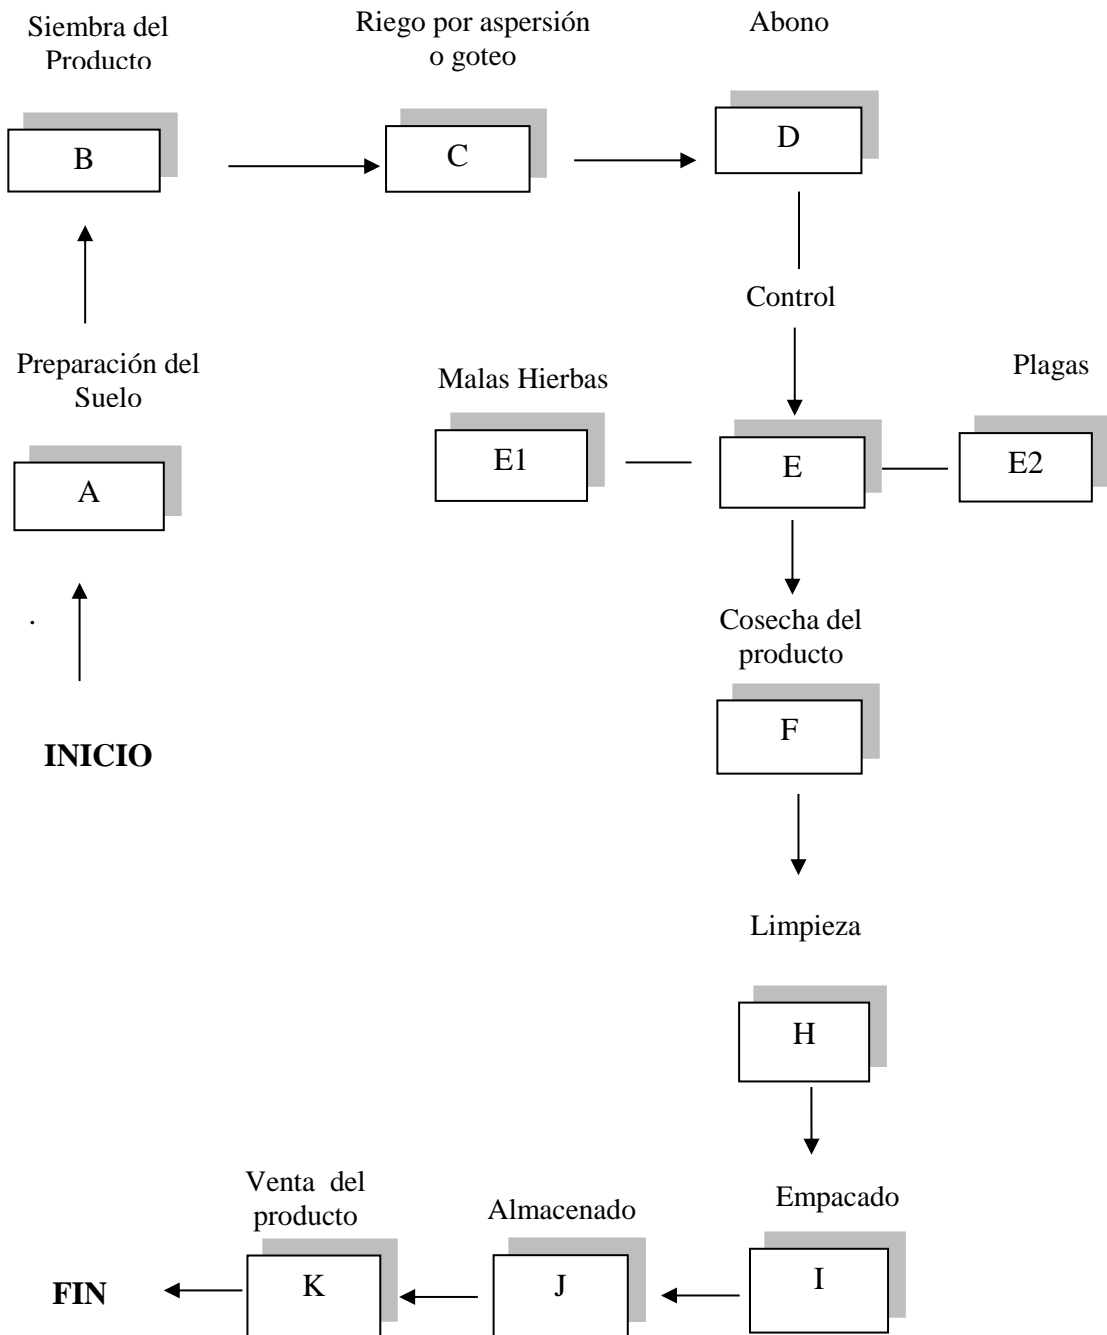 Siembra del
Producto
Riego por aspersión
o goteo
Abono
B
C
D
Control
Preparación del
Suelo
Malas Hierbas
Plagas
A
E1
E
E2
.
Cosecha del
producto
F
INICIO
Limpieza
H
Venta del
producto
Almacenado
Empacado
FIN
K
J
I